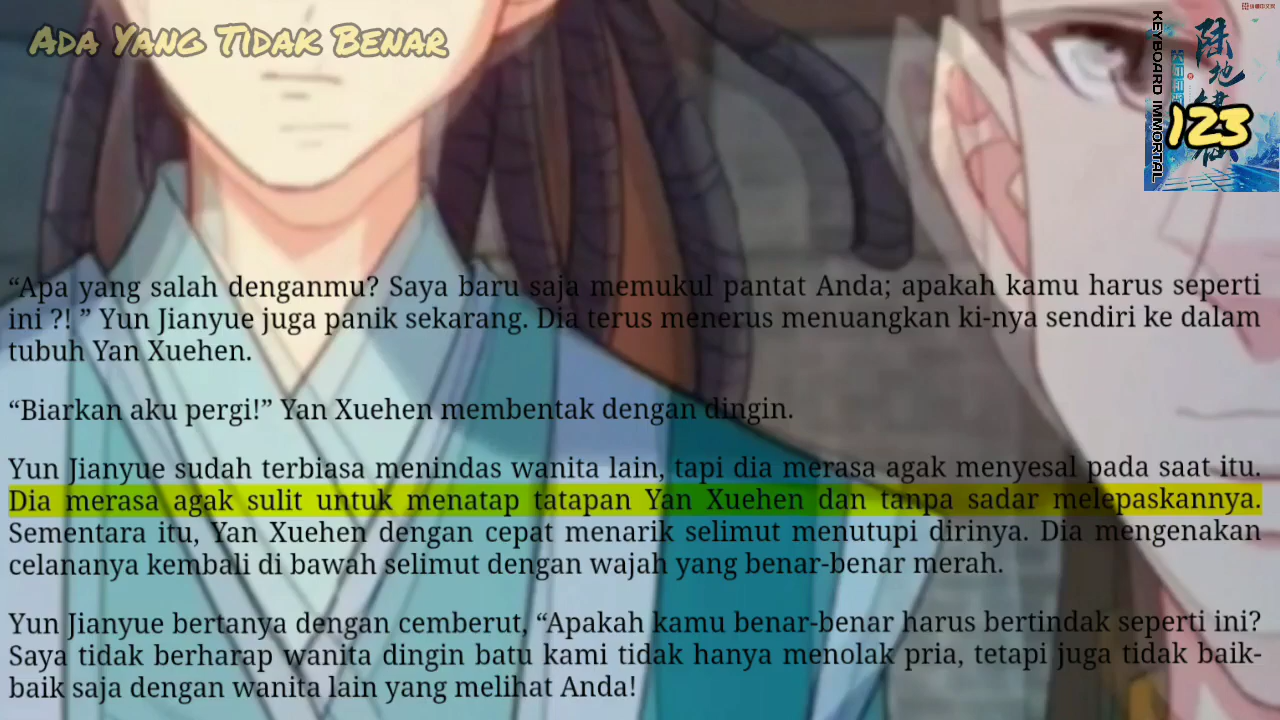 Ada Yang Tidak Benar
KEYBOARD IMMORTAL
123
“Apa yang salah denganmu? Saya baru saja memukul pantat Anda; apakah kamu harus seperti
ini ?! ” Yun Jianyue juga panik sekarang. Dia terus menerus menuangkan ki-nya sendiri ke dalam
tubuh Yan Xuehen.
“Biarkan aku pergi!” Yan Xuehen membentak dengan dingin.
Yun Jianyue sudah terbiasa menindas wanita lain, tapi dia merasa agak menyesal pada saat itu.
Dia merasa agak sulit untuk menatap tatapan Yan Xuehen dan tanpa sadar melepaskannya.
Sementara itu, Yan Xuehen dengan cepat menarik selimut menutupi dirinya. Dia mengenakan
celananya kembali di bawah selimut dengan wajah yang benar-benar merah.
Yun Jianyue bertanya dengan cemberut, “Apakah kamu benar-benar harus bertindak seperti ini?
Saya tidak berharap wanita dingin batu kami tidak hanya menolak pria, tetapi juga tidak baik-
baik saja dengan wanita lain yang melihat Anda!